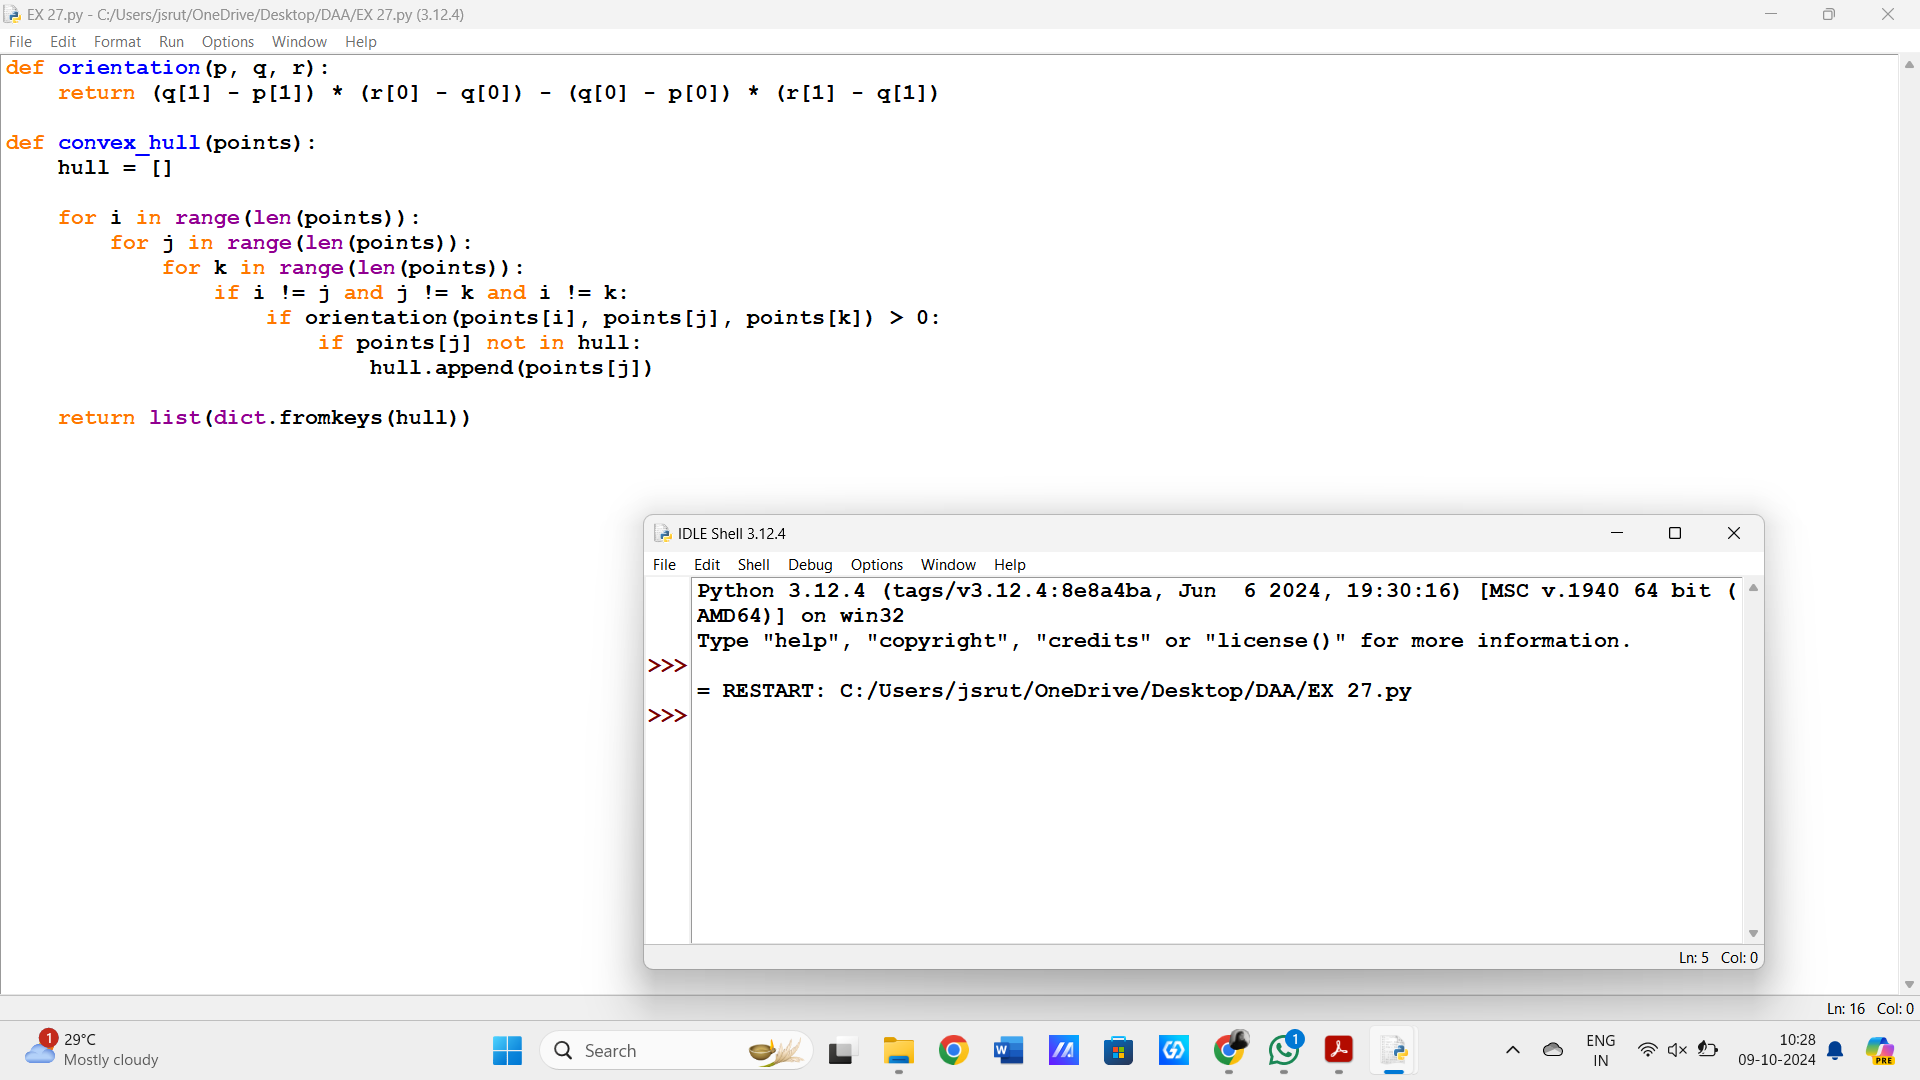 EX 27.py - C:/Users/jsrut/OneDrive/Desktop/DAA/EX 27.py (3.12.4)
File Edit Format Run Options Window Help
def orientation(p, q, r):
    return (q[1] - p[1]) * (r[0] - q[0]) - (q[0] - p[0]) * (r[1] - q[1])
def convex_hull(points):
    hull = []
    for i in range(len(points)):
        for j in range(len(points)):
            for k in range(len(points)):
                if i != j and j != k and i != k:
                    if orientation(points[i], points[j], points[k]) > 0:
                        if points[j] not in hull:
                            hull.append(points[j])
    return list(dict.fromkeys(hull))
IDLE Shell 3.12.4
File Edit Shell Debug Options Window Help
Python 3.12.4 (tags/v3.12.4:8e8a4ba, Jun  6 2024, 19:30:16) [MSC v.1940 64 bit (
AMD64)] on win32
Type "help", "copyright", "credits" or "license()" for more information.
>>>
= RESTART: C:/Users/jsrut/OneDrive/Desktop/DAA/EX 27.py
>>>
Ln: 5 Col: 0
Ln: 16 Col: 0
1
29°C
Mostly cloudy
Search
1
PRE
ENG
IN
10:28
09-10-2024